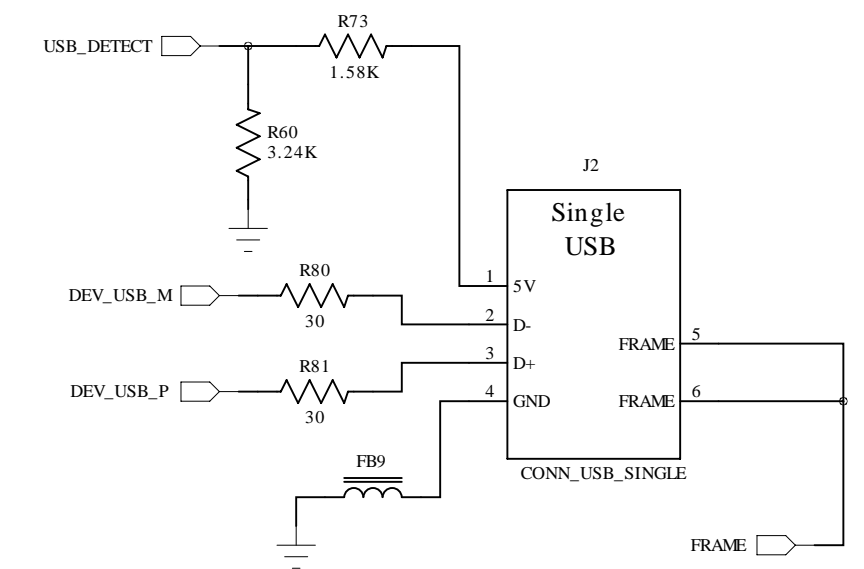 R73
USB_DETECT
1.58K
R60
3.24K
J2
Single
USB
R80
1
5V
DEV_USB_M
30
2
D-
R81
3
D+
FRAME
5
DEV_USB_P
30
4
GND
FRAME
6
FB9
CONN_USB_SINGLE
FRAME